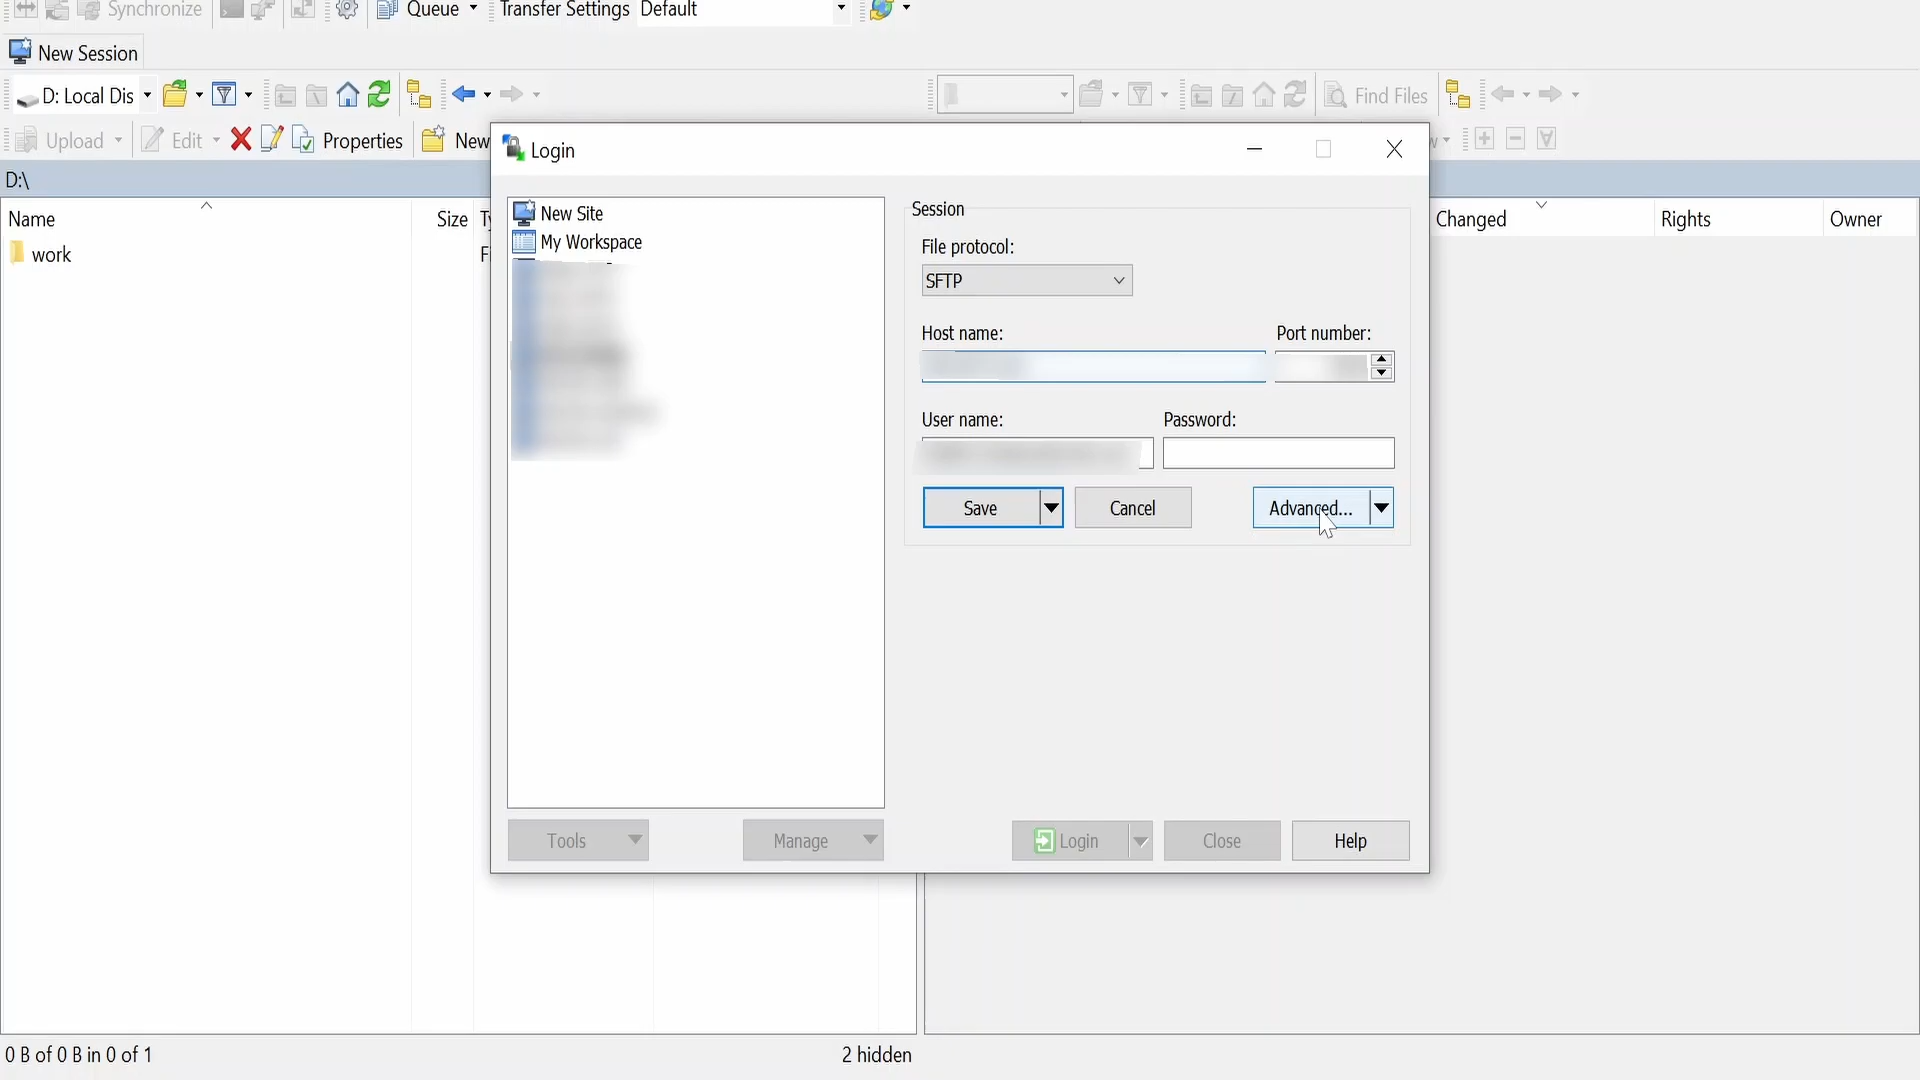 Synchronize Queue Transfer Settings Default
New Session
D: Local Dis Find Files
Upload Edit Properties New
Login
D:\
Name Size Changed Rights Owner
work
New Site
My Workspace
Session
File protocol:
SFTP
Host name: Port number:
User name: Password:
Save Cancel Advanced...
Tools Manage Login Close Help
0 B of 0 B in 0 of 1 2 hidden